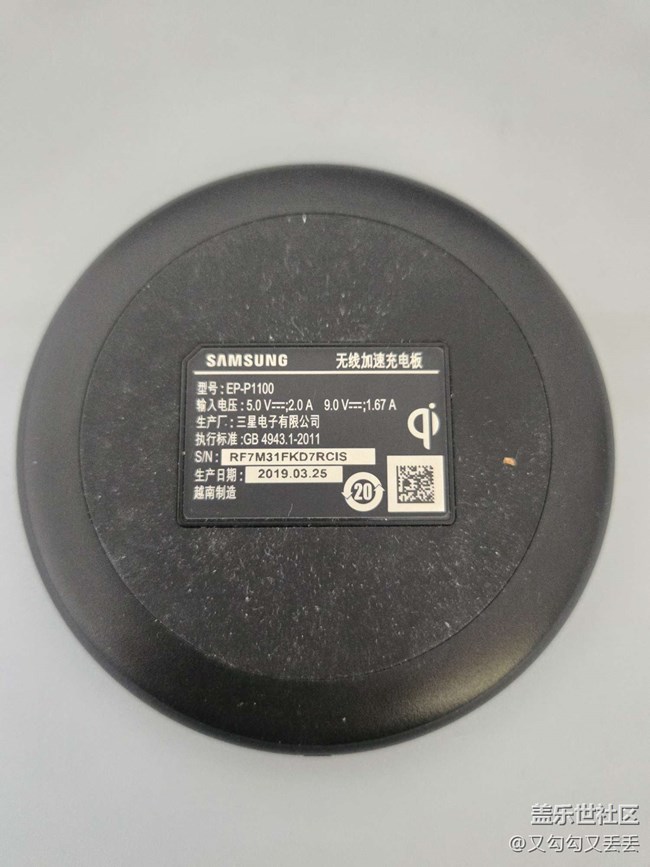 SAMSUNG 无线加速充电板
型号:EP-P1100
输入电压:5.0 V⎓;2.0 A 9.0 V⎓;1.67 A
生产厂:三星电子有限公司
执行标准:GB 4943.1-2011
S/N: RF7M31FKD7RCIS
生产日期: 2019.03.25
越南制造
qi
20
盖乐世社区
@又勾勾又丢丢